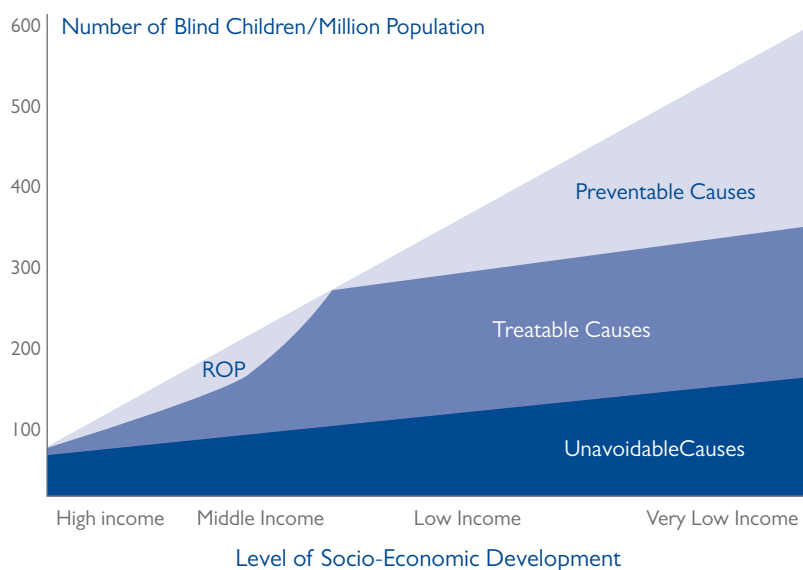 600
Number of Blind Children/Million Population
500
400
Preventable Causes
300
Treatable Causes
200
ROP
100
UnavoidableCauses
High income Middle Income Low Income Very Low Income
Level of Socio-Economic Development